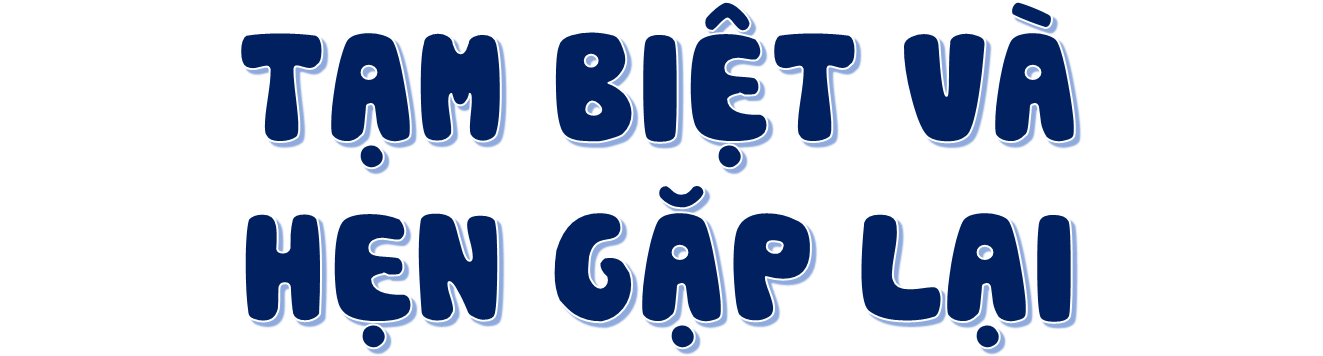 TẠM BIỆT VÀ
HẸN GẶP LẠI